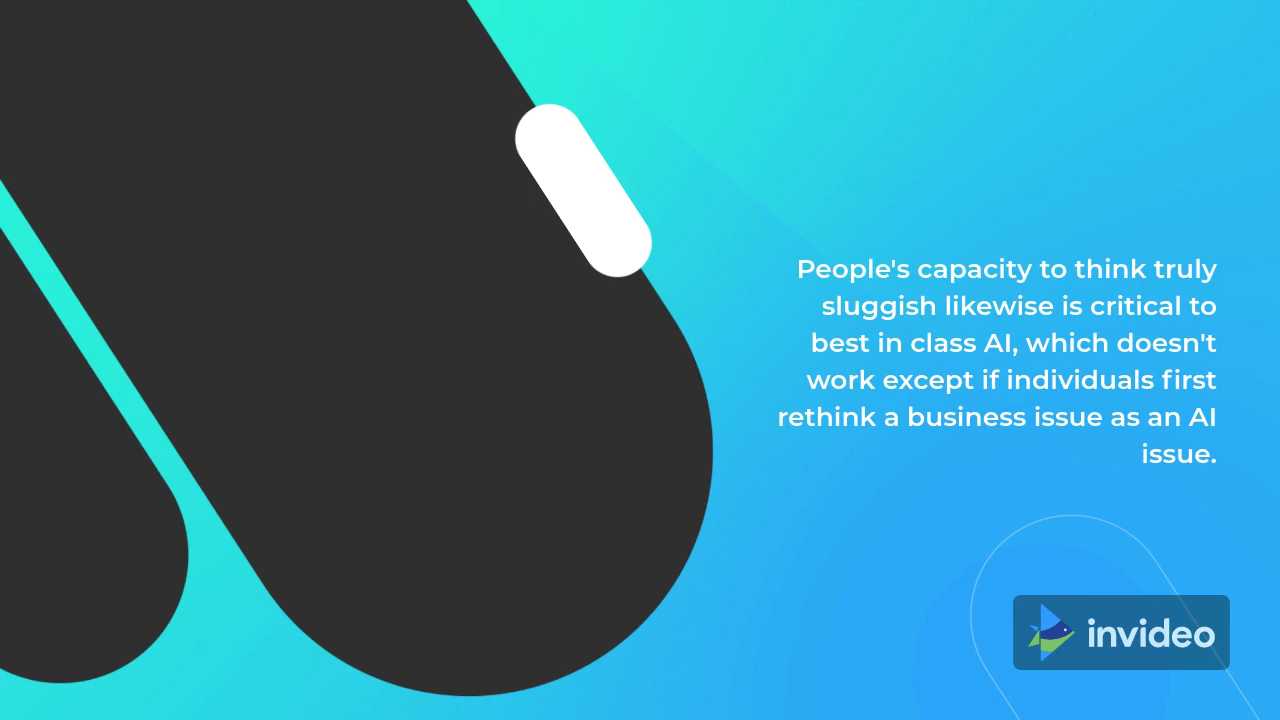 People's capacity to think truly
sluggish likewise is critical to
best in class AI, which doesn't
work except if individuals first
rethink a business issue as an AI
issue.
invideo